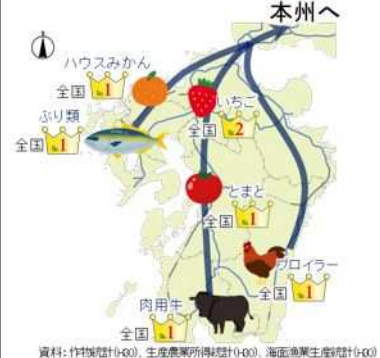 本州へ
ハウスみかん
全国 No.1
いちご
全国 No.2
ぶり類
全国 No.1
とまと
全国 No.1
ブロイラー
全国 No.1
肉用牛
全国 No.1
資料:作物統計(H30)、生産農業所得統計(H30)、海面漁業生産統計(H30)